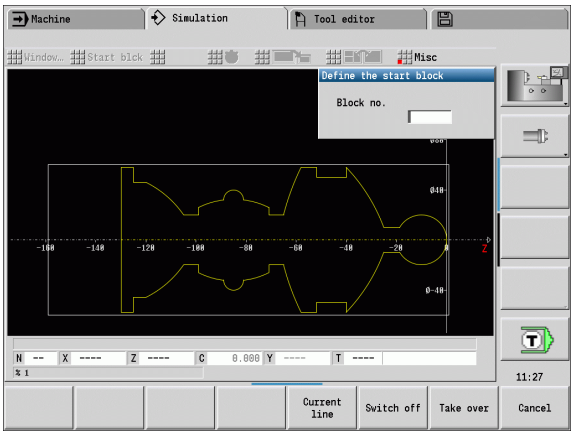 Machine
Simulation
Tool editor
Window...
Start blck
Misc
Define the start block
Block no.
Ø80
Ø40
-160 -140 -120 -100 -80 -60 -40 -20 0 Z
Ø-40
N -- X ---- Z ---- C 0.000 Y ---- T ----
% 1
T
11:27
Current line
Switch off
Take over
Cancel